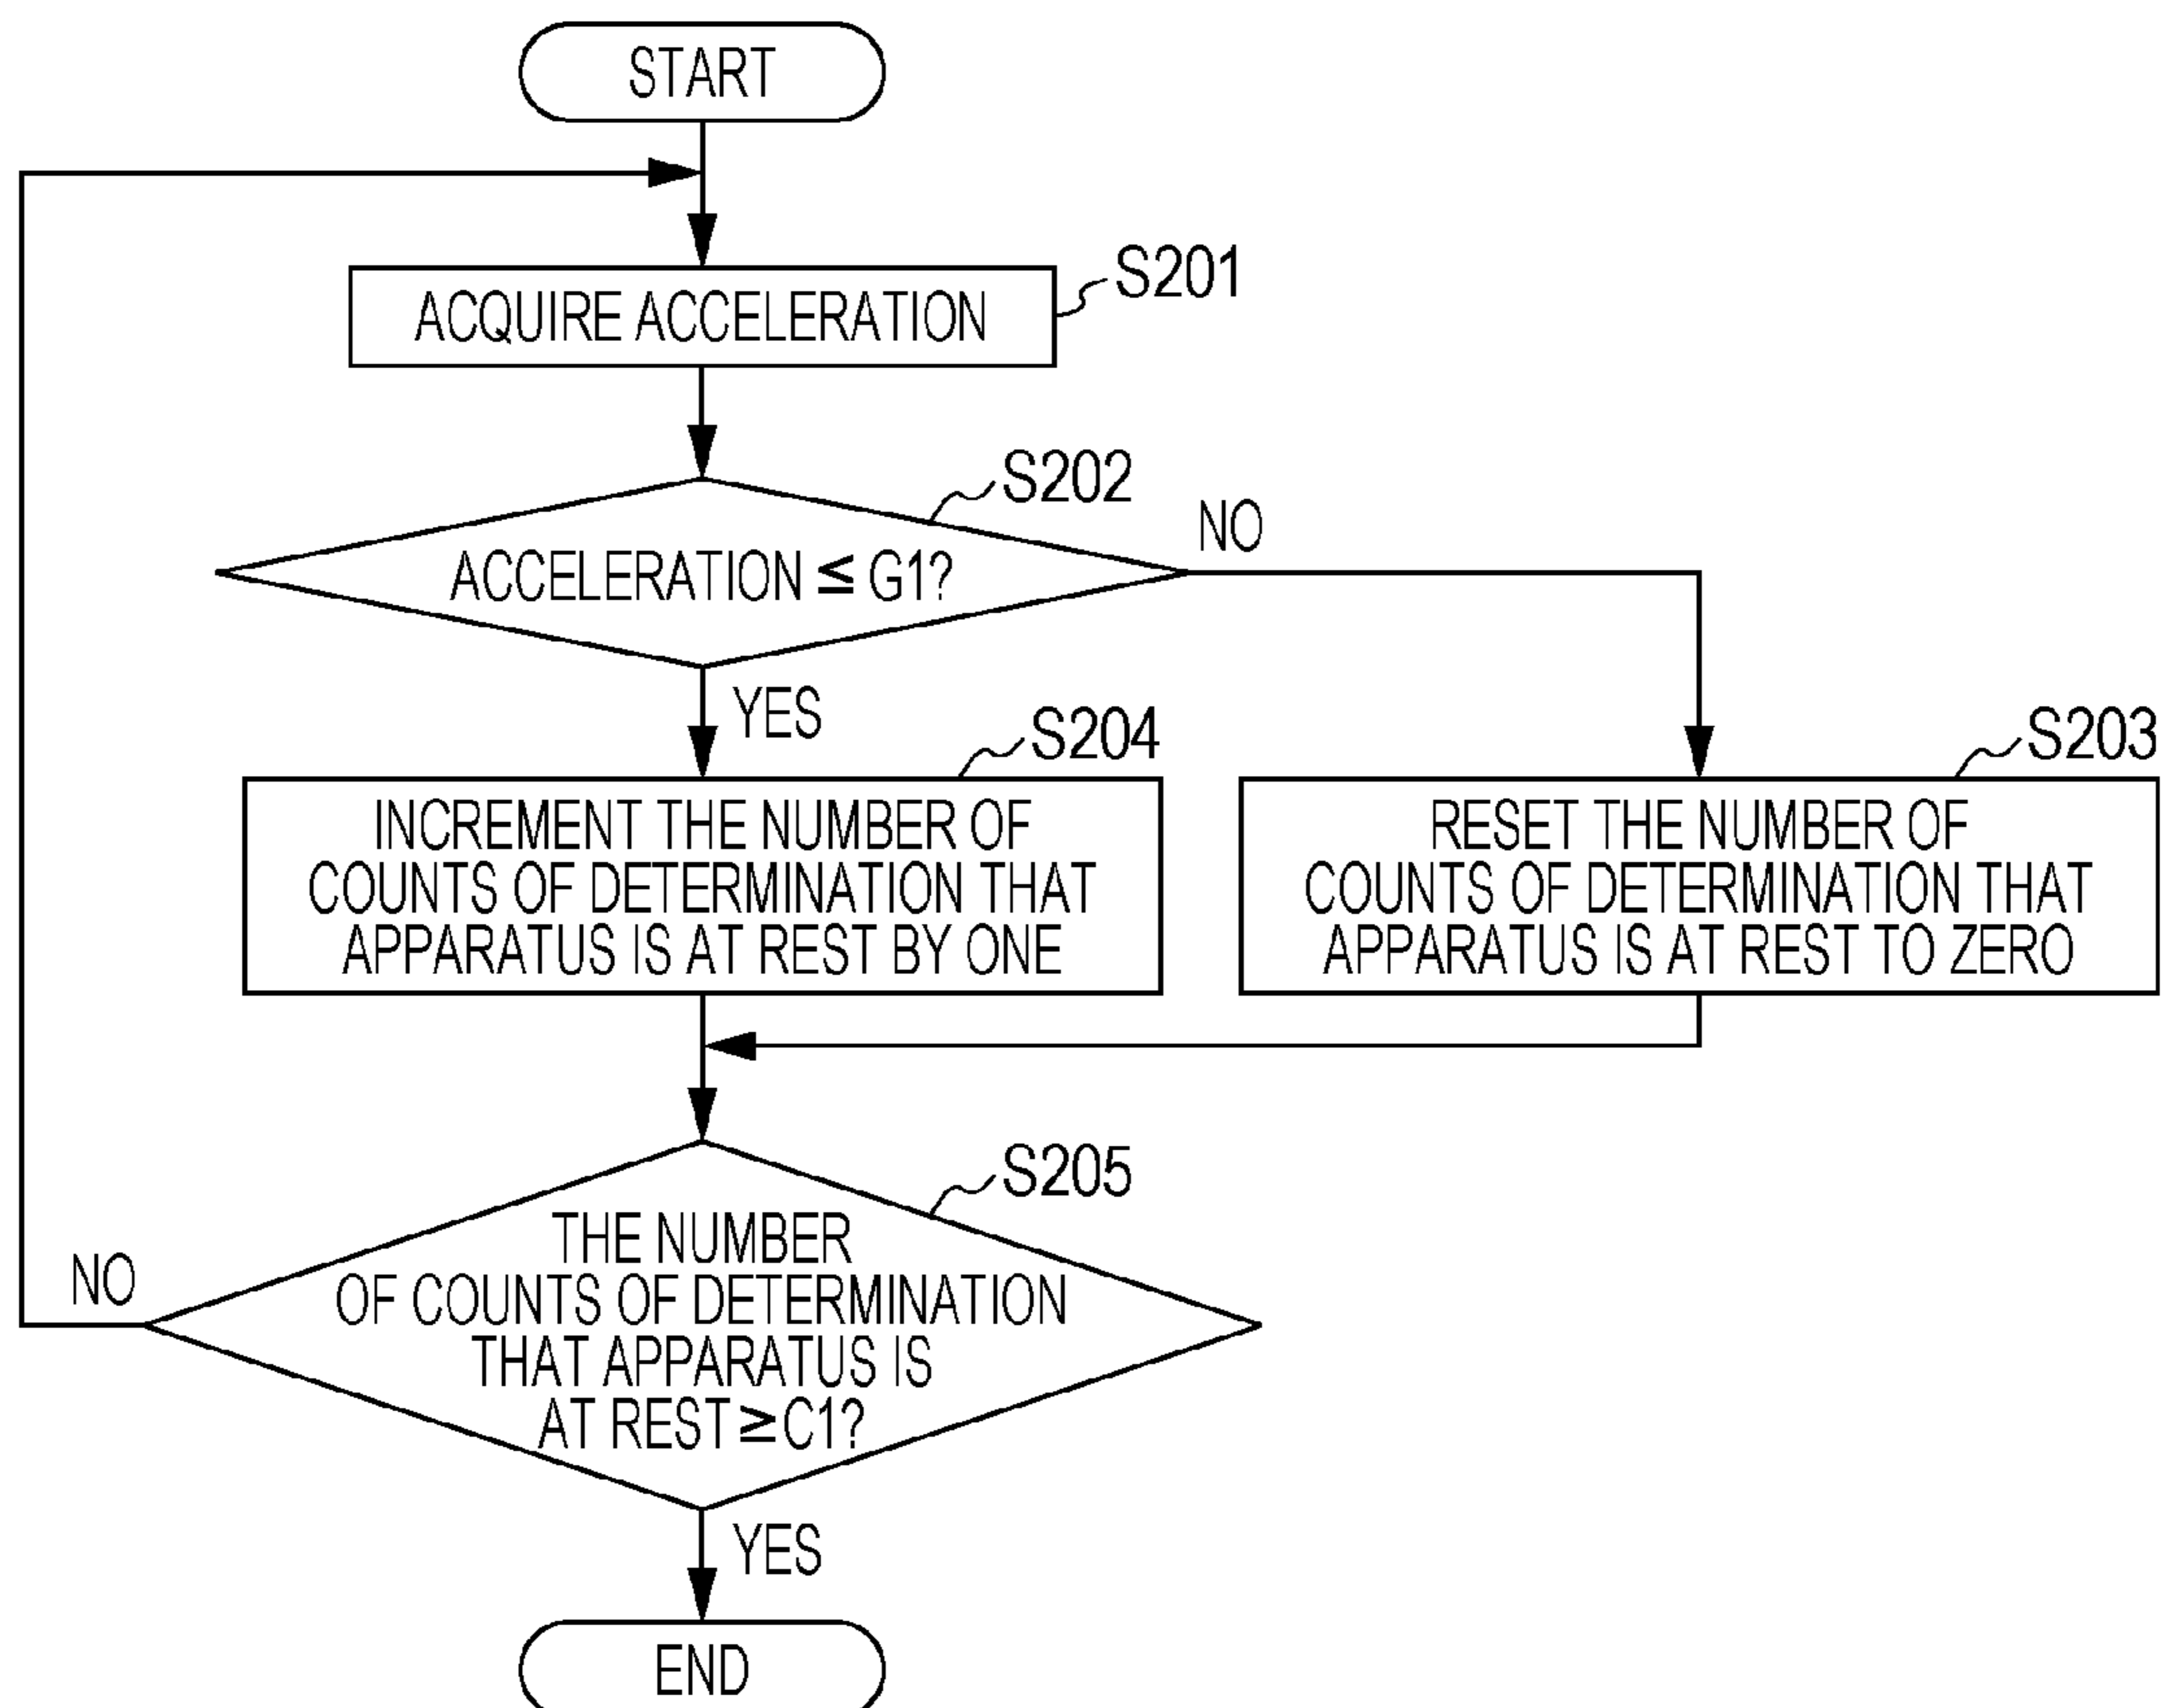 START
ACQUIRE ACCELERATION
S201
S202
ACCELERATION ≤ G1?
NO
YES
S204
INCREMENT THE NUMBER OF
COUNTS OF DETERMINATION THAT
APPARATUS IS AT REST BY ONE
S203
RESET THE NUMBER OF
COUNTS OF DETERMINATION THAT
APPARATUS IS AT REST TO ZERO
S205
THE NUMBER
OF COUNTS OF DETERMINATION
THAT APPARATUS IS
AT REST ≥ C1?
NO
YES
END